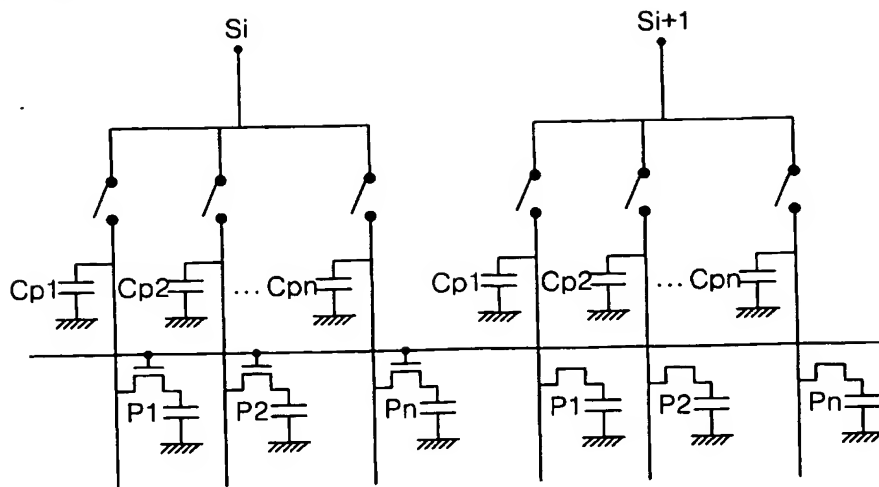 Si Si+1
Cp1 Cp2 ... Cpn Cp1 Cp2 ... Cpn
P1 P2 Pn P1 P2 Pn